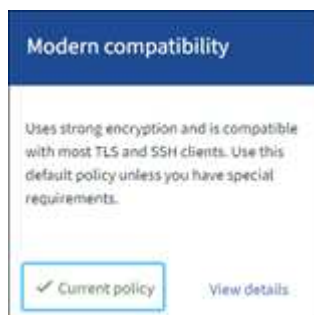 Modern compatibility
Uses strong encryption and is compatible
with most TLS and SSH clients. Use this
default policy unless you have special
requirements.
✓ Current policy
View details